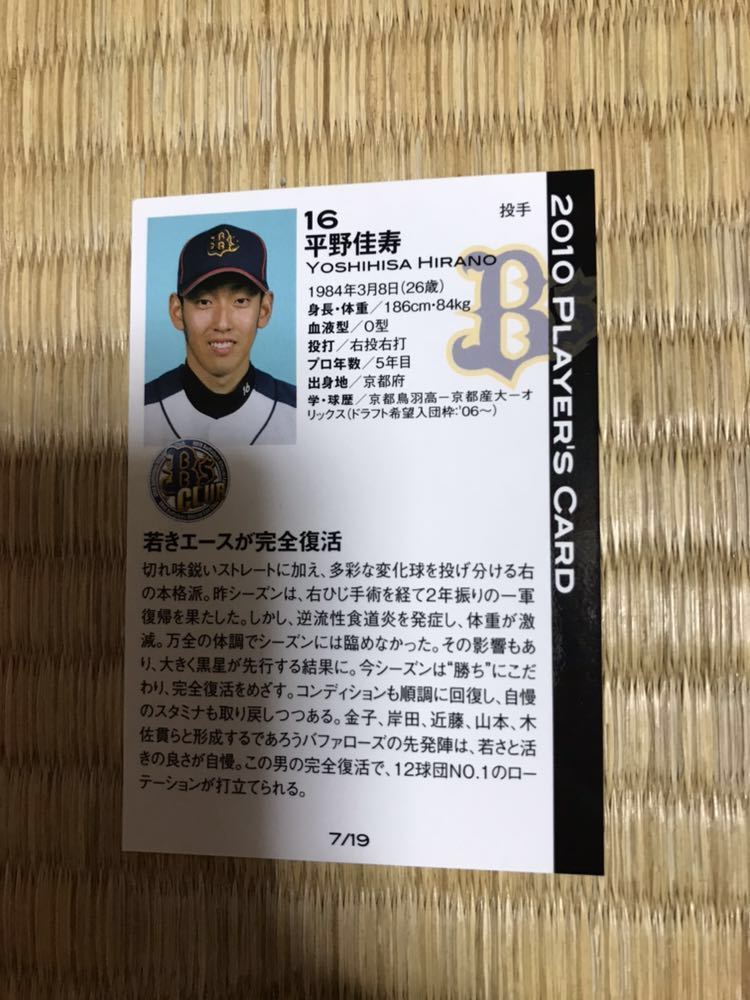 16
投手
平野佳寿
YOSHIHISA HIRANO
1984年3月8日(26歳)
身長・体重/186cm・84kg
血液型/O型
投打/右投右打
プロ年数/5年目
出身地/京都府
学・球歴/京都鳥羽高ー京都産大ーオ
リックス(ドラフト希望入団枠:'06〜)
B's
CLUB
若きエースが完全復活
切れ味鋭いストレートに加え、多彩な変化球を投げ分ける右
の本格派。昨シーズンは、右ひじ手術を経て2年振りの一軍
復帰を果たした。しかし、逆流性食道炎を発症し、体重が激
減。万全の体調でシーズンには臨めなかった。その影響もあ
り、大きく黒星が先行する結果に。今シーズンは“勝ち”にこだ
わり、完全復活をめざす。コンディションも順調に回復し、自慢
のスタミナも取り戻しつつある。金子、岸田、近藤、山本、木
佐貫らと形成するであろうバファローズの先発陣は、若さと活
きの良さが自慢。この男の完全復活で、12球団NO.1のロー
テーションが打立てられる。
7/19
2010 PLAYER'S CARD
B's